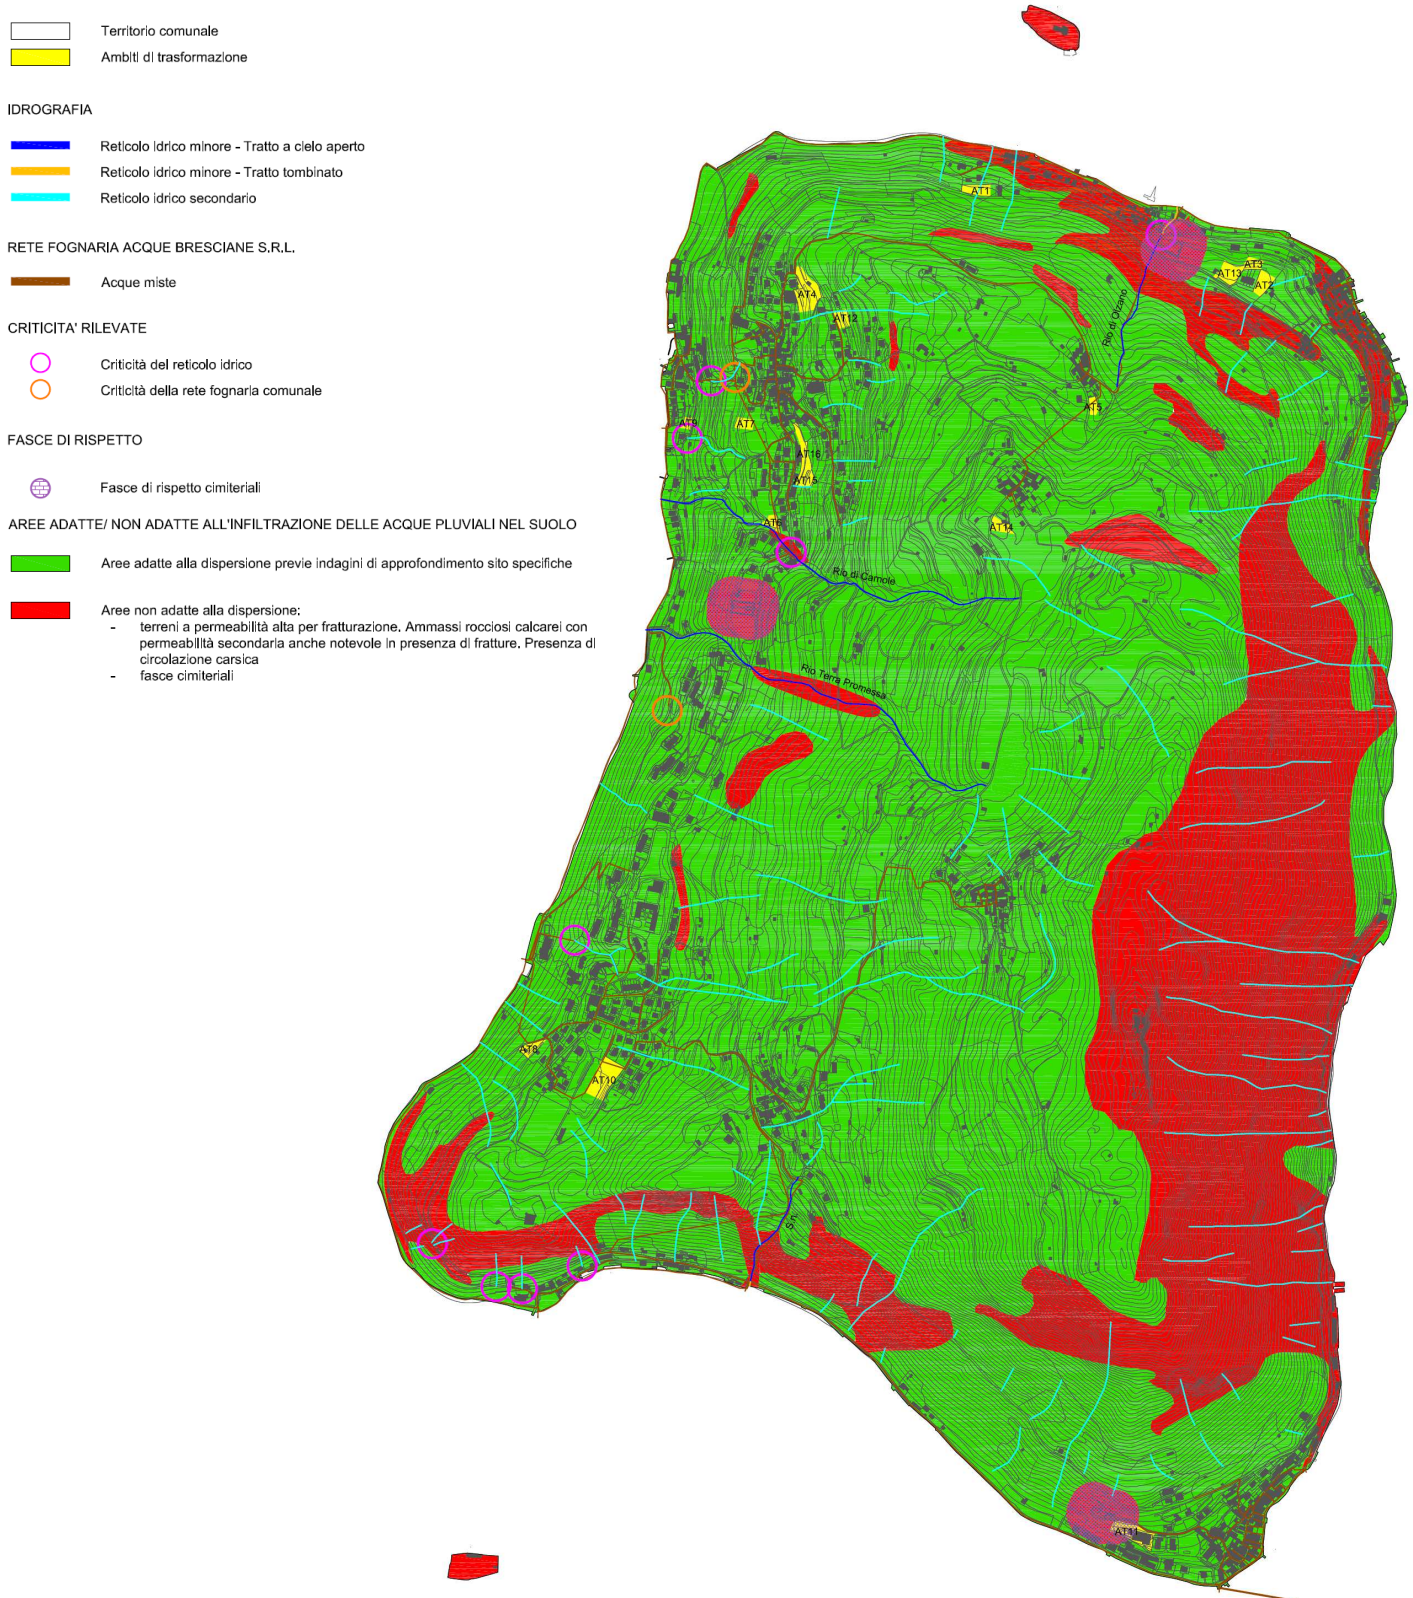 Territorio comunale
Ambiti di trasformazione
IDROGRAFIA
Reticolo idrico minore - Tratto a cielo aperto
Reticolo idrico minore - Tratto tombinato
Reticolo idrico secondario
RETE FOGNARIA ACQUE BRESCIANE S.R.L.
Acque miste
CRITICITA' RILEVATE
Criticità del reticolo idrico
Criticità della rete fognaria comunale
FASCE DI RISPETTO
Fasce di rispetto cimiteriali
AREE ADATTE/ NON ADATTE ALL'INFILTRAZIONE DELLE ACQUE PLUVIALI NEL SUOLO
Aree adatte alla dispersione previe indagini di approfondimento sito specifiche
Aree non adatte alla dispersione:
- terreni a permeabilità alta per fratturazione. Ammassi rocciosi calcarei con
permeabilità secondaria anche notevole in presenza di fratture. Presenza di
circolazione carsica
- fasce cimiteriali
AT1
AT3
AT13
AT2
AT4
AT12
Rio di Olzano
AT5
AT9
AT7
AT16
AT15
AT6
AT14
Rio di Camole
Rio Terra Promessa
AT8
AT10
S.n.
AT11